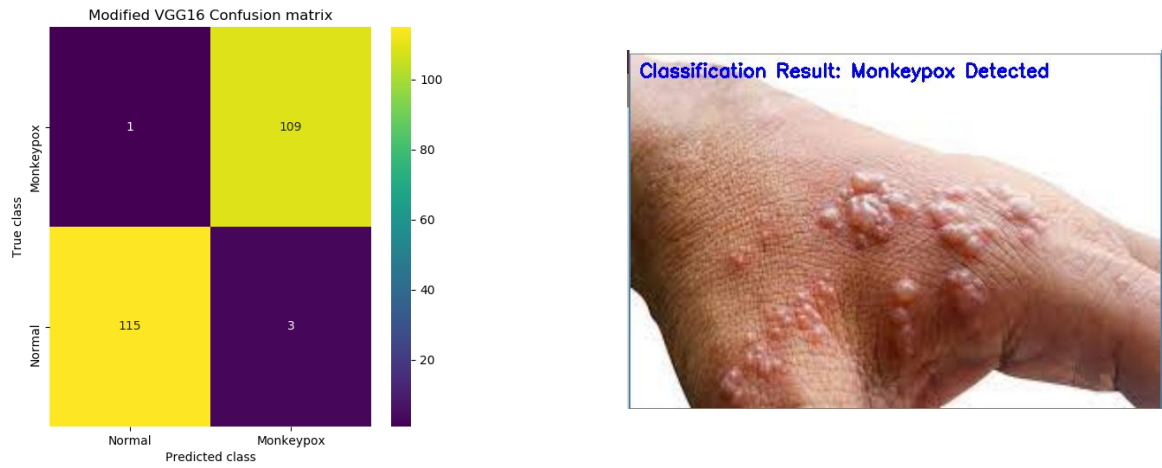 Modified VGG16 Confusion matrix
True class
Monkeypox
Normal
1
109
115
3
Normal
Monkeypox
Predicted class
100
80
60
40
20
Classification Result: Monkeypox Detected